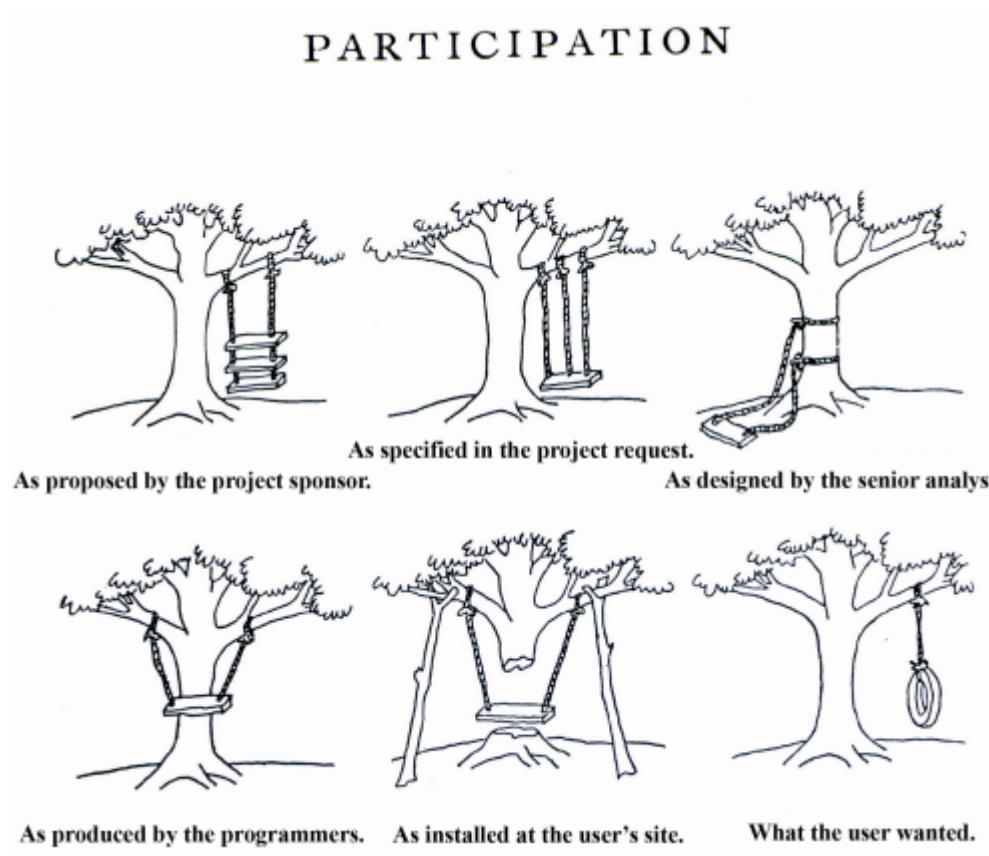 PARTICIPATION
As proposed by the project sponsor.
As specified in the project request.
As designed by the senior analys
As produced by the programmers.
As installed at the user's site.
What the user wanted.